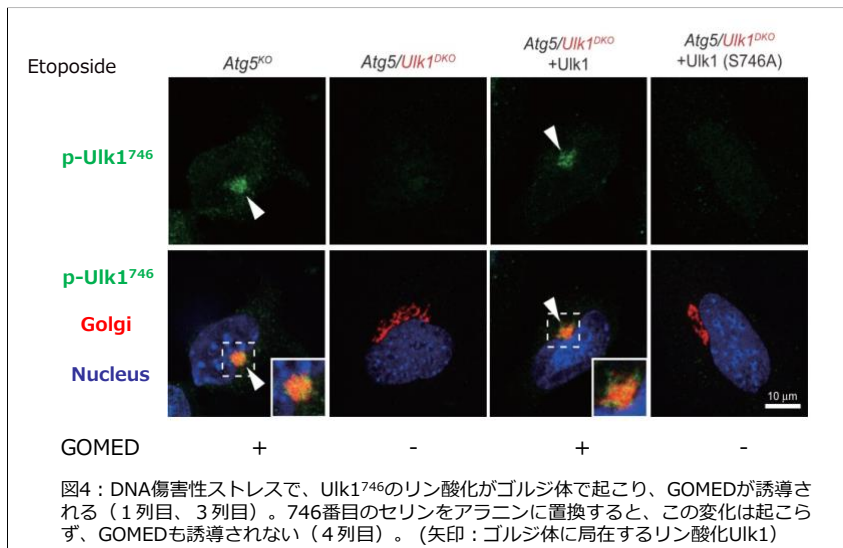 Etoposide
Atg5ᴷᴼ
Atg5/Ulk1ᴰᴷᴼ
Atg5/Ulk1ᴰᴷᴼ
+Ulk1
Atg5/Ulk1ᴰᴷᴼ
+Ulk1 (S746A)
p-Ulk1⁷⁴⁶
p-Ulk1⁷⁴⁶
Golgi
Nucleus
10 μm
GOMED + - + -
図4：DNA傷害性ストレスで、Ulk1⁷⁴⁶のリン酸化がゴルジ体で起こり、GOMEDが誘導さ
れる（１列目、３列目）。746番目のセリンをアラニンに置換すると、この変化は起こら
ず、GOMEDも誘導されない（４列目）。 (矢印：ゴルジ体に局在するリン酸化Ulk1）